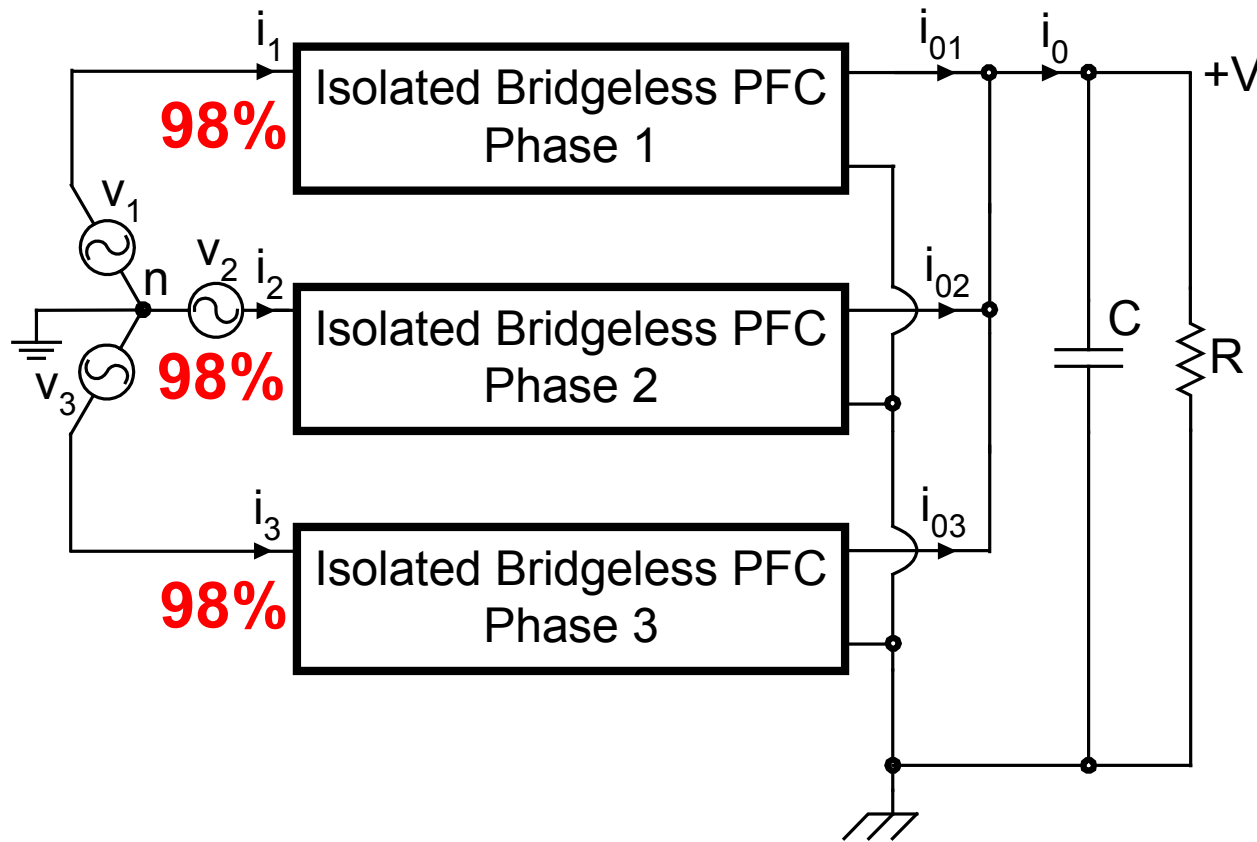 i1
i01
i0
+V
Isolated Bridgeless PFC
Phase 1
98%
v1
n
v2
i2
i02
Isolated Bridgeless PFC
Phase 2
98%
C
R
v3
i3
i03
Isolated Bridgeless PFC
Phase 3
98%